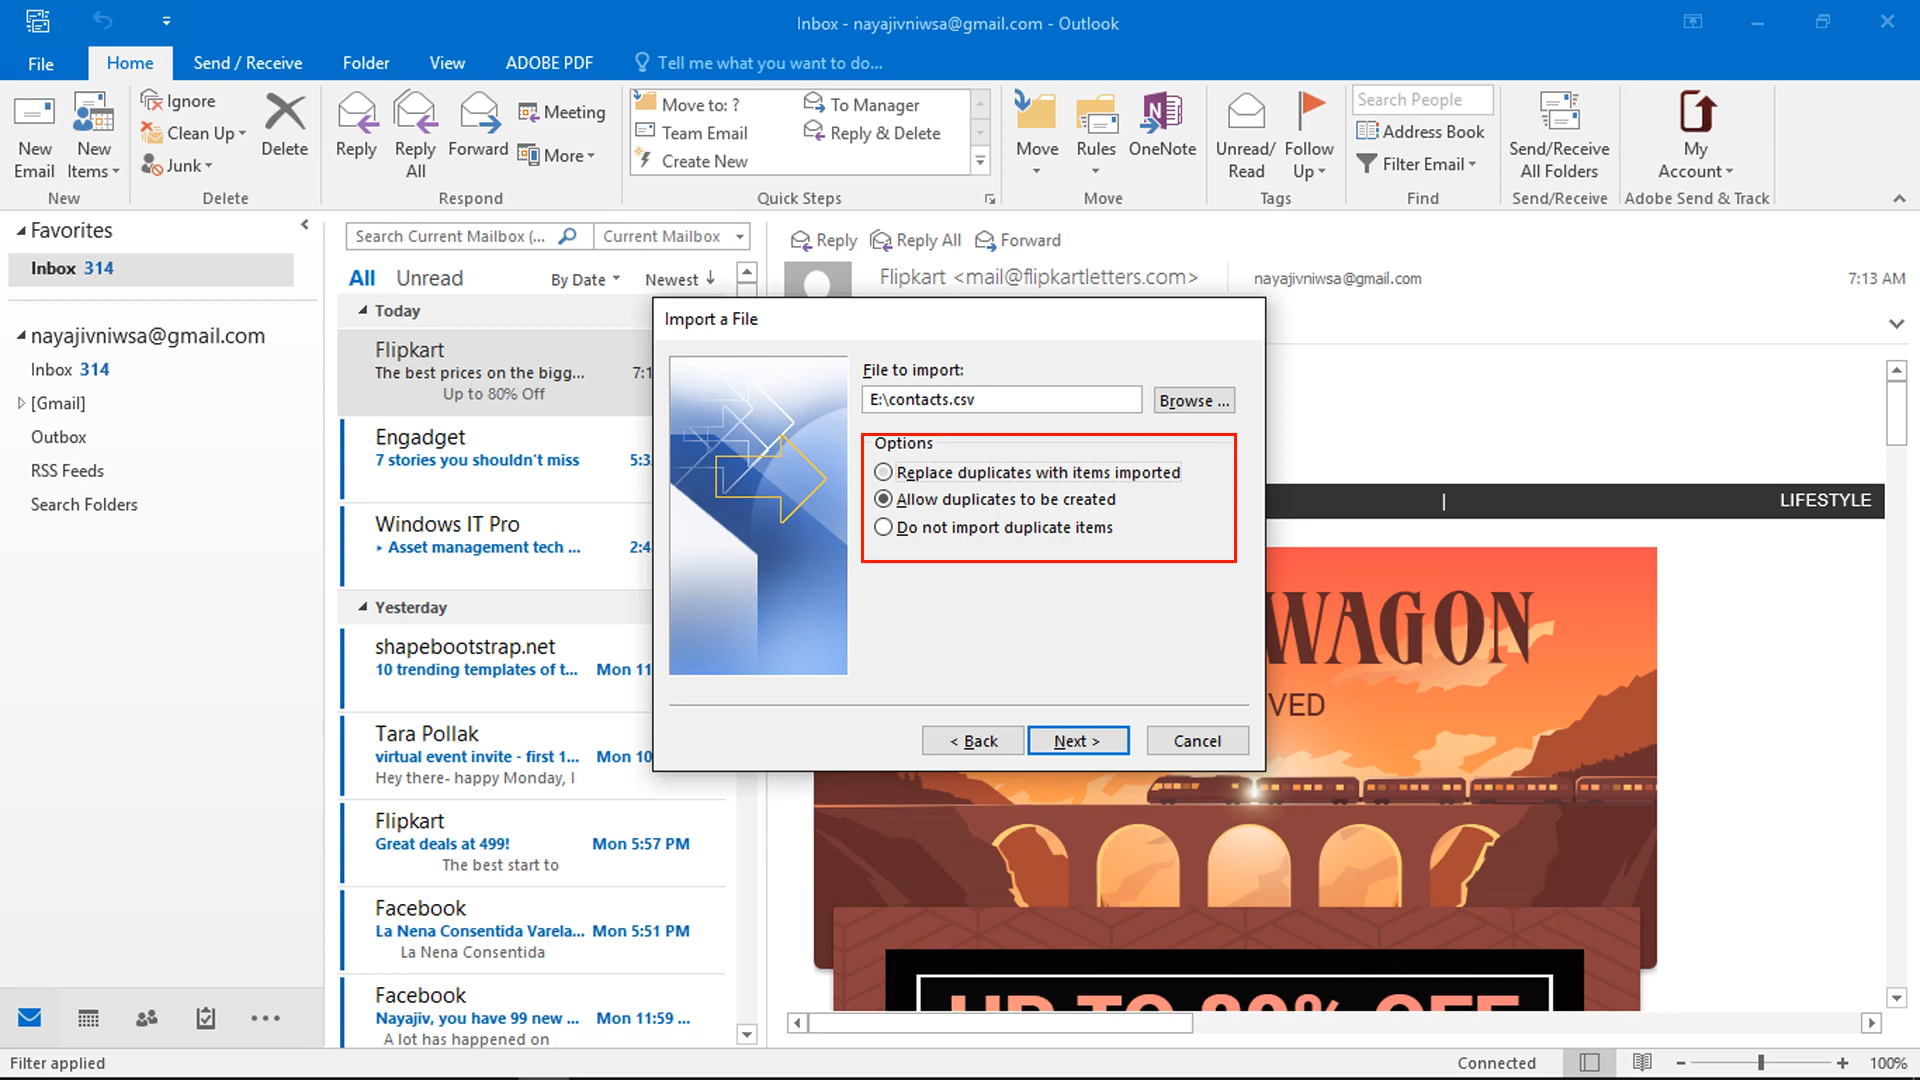 Inbox - nayajivniwsa@gmail.com - Outlook
File
Home
Send / Receive
Folder
View
ADOBE PDF
Tell me what you want to do...
New Email
New Items
New
Ignore
Clean Up
Junk
Delete
Delete
Reply
Reply All
Forward
Meeting
More
Respond
Move to: ?
Team Email
Create New
To Manager
Reply & Delete
Quick Steps
Move
Rules
OneNote
Move
Unread/ Read
Follow Up
Tags
Search People
Address Book
Filter Email
Find
Send/Receive All Folders
Send/Receive
My Account
Adobe Send & Track
Favorites
Inbox 314
nayajivniwsa@gmail.com
Inbox 314
[Gmail]
Outbox
RSS Feeds
Search Folders
Search Current Mailbox (...
Current Mailbox
All
Unread
By Date
Newest
Today
Flipkart
The best prices on the bigg...
7:1
Up to 80% Off
Engadget
7 stories you shouldn't miss
5:3
Windows IT Pro
Asset management tech ...
2:4
Yesterday
shapebootstrap.net
10 trending templates of t...
Mon 11
Tara Pollak
virtual event invite - first 1...
Mon 10
Hey there- happy Monday, I
Flipkart
Great deals at 499!
Mon 5:57 PM
The best start to
Facebook
La Nena Consentida Varela...
Mon 5:51 PM
La Nena Consentida
Facebook
Nayajiv, you have 99 new ...
Mon 11:59 ...
A lot has happened on
Reply
Reply All
Forward
Flipkart <mail@flipkartletters.com>
nayajivniwsa@gmail.com
7:13 AM
| LIFESTYLE
WAGON
VED
UP TO 80% OFF
Import a File
File to import:
E:\contacts.csv
Browse ...
Options
Replace duplicates with items imported
Allow duplicates to be created
Do not import duplicate items
< Back
Next >
Cancel
Filter applied
Connected
100%